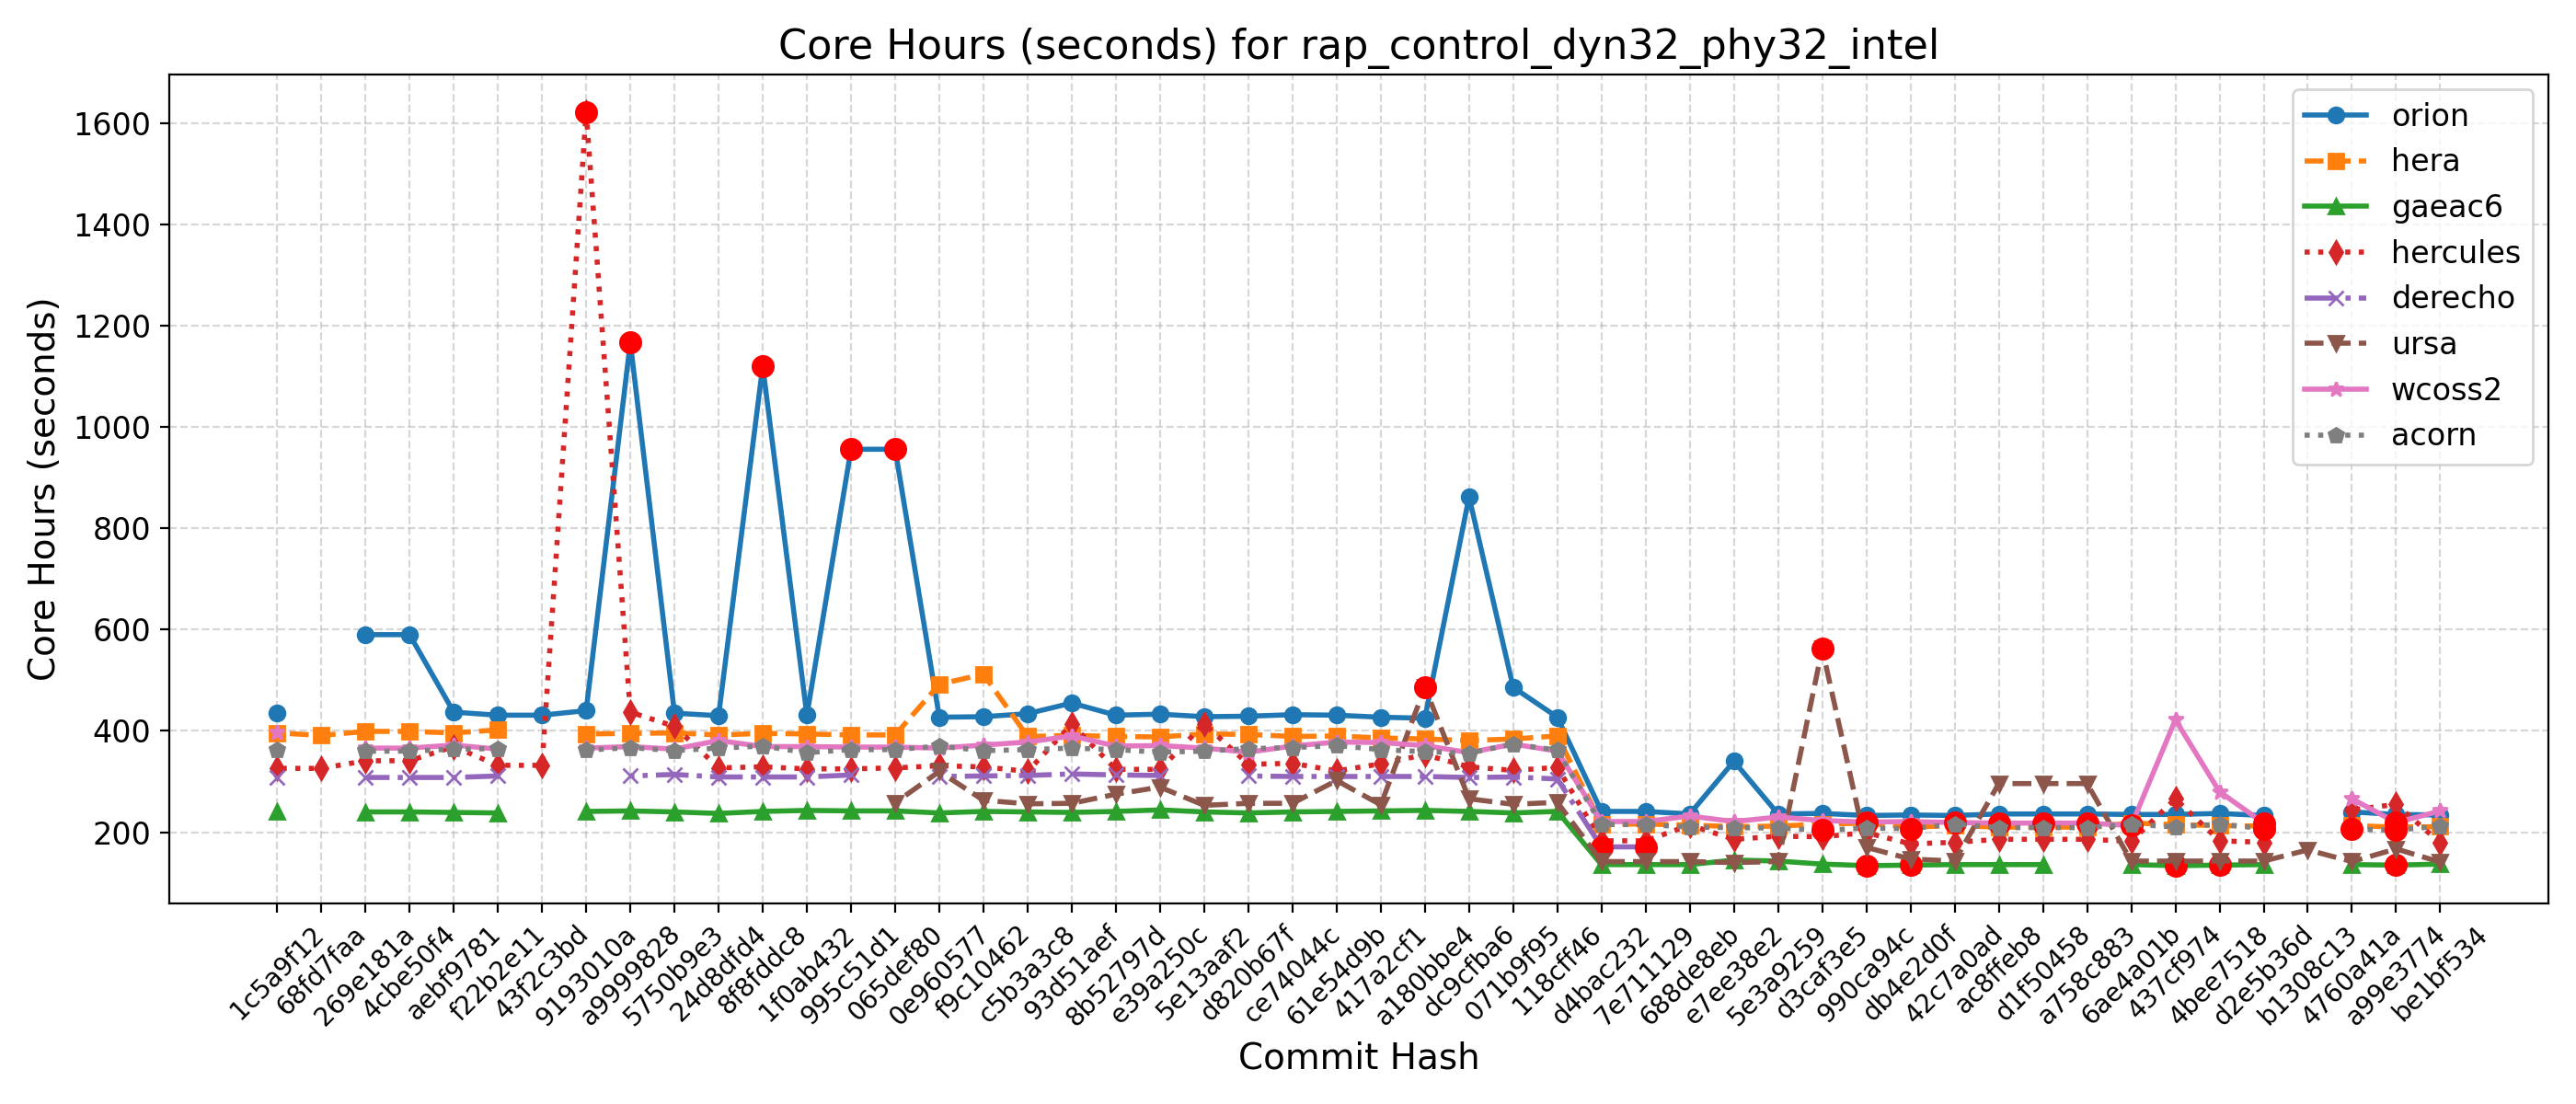 Core Hours (seconds) for rap_control_dyn32_phy32_intel
Core Hours (seconds)
1600
1400
1200
1000
800
600
400
200
orion
hera
gaeac6
hercules
derecho
ursa
wcoss2
acorn
1c5a9f12
68fd7faa
269e181a
4cbe50f4
aebf9781
f22b2e11
43f2c3bd
9193010a
a9999828
5750b9e3
24d8dfd4
8f8fddc8
1f0ab432
995c51d1
065def80
0e960577
f9c10462
c5b3a3c8
93d51aef
8b52797d
e39a250c
5e13aaf2
d820b67f
ce74044c
61e54d9b
417a2cf1
a180bbe4
dc9cfba6
071b9f95
118cff46
d4bac232
7e711129
688de8eb
e7ee38e2
5e3a9259
d3caf3e5
990ca94c
db4e2d0f
42c7a0ad
ac8ffeb8
d1f50458
a758c883
6ae4a01b
437cf974
4bee7518
d2e5b36d
b1308c13
4760a41a
a99e3774
be1bf534
Commit Hash